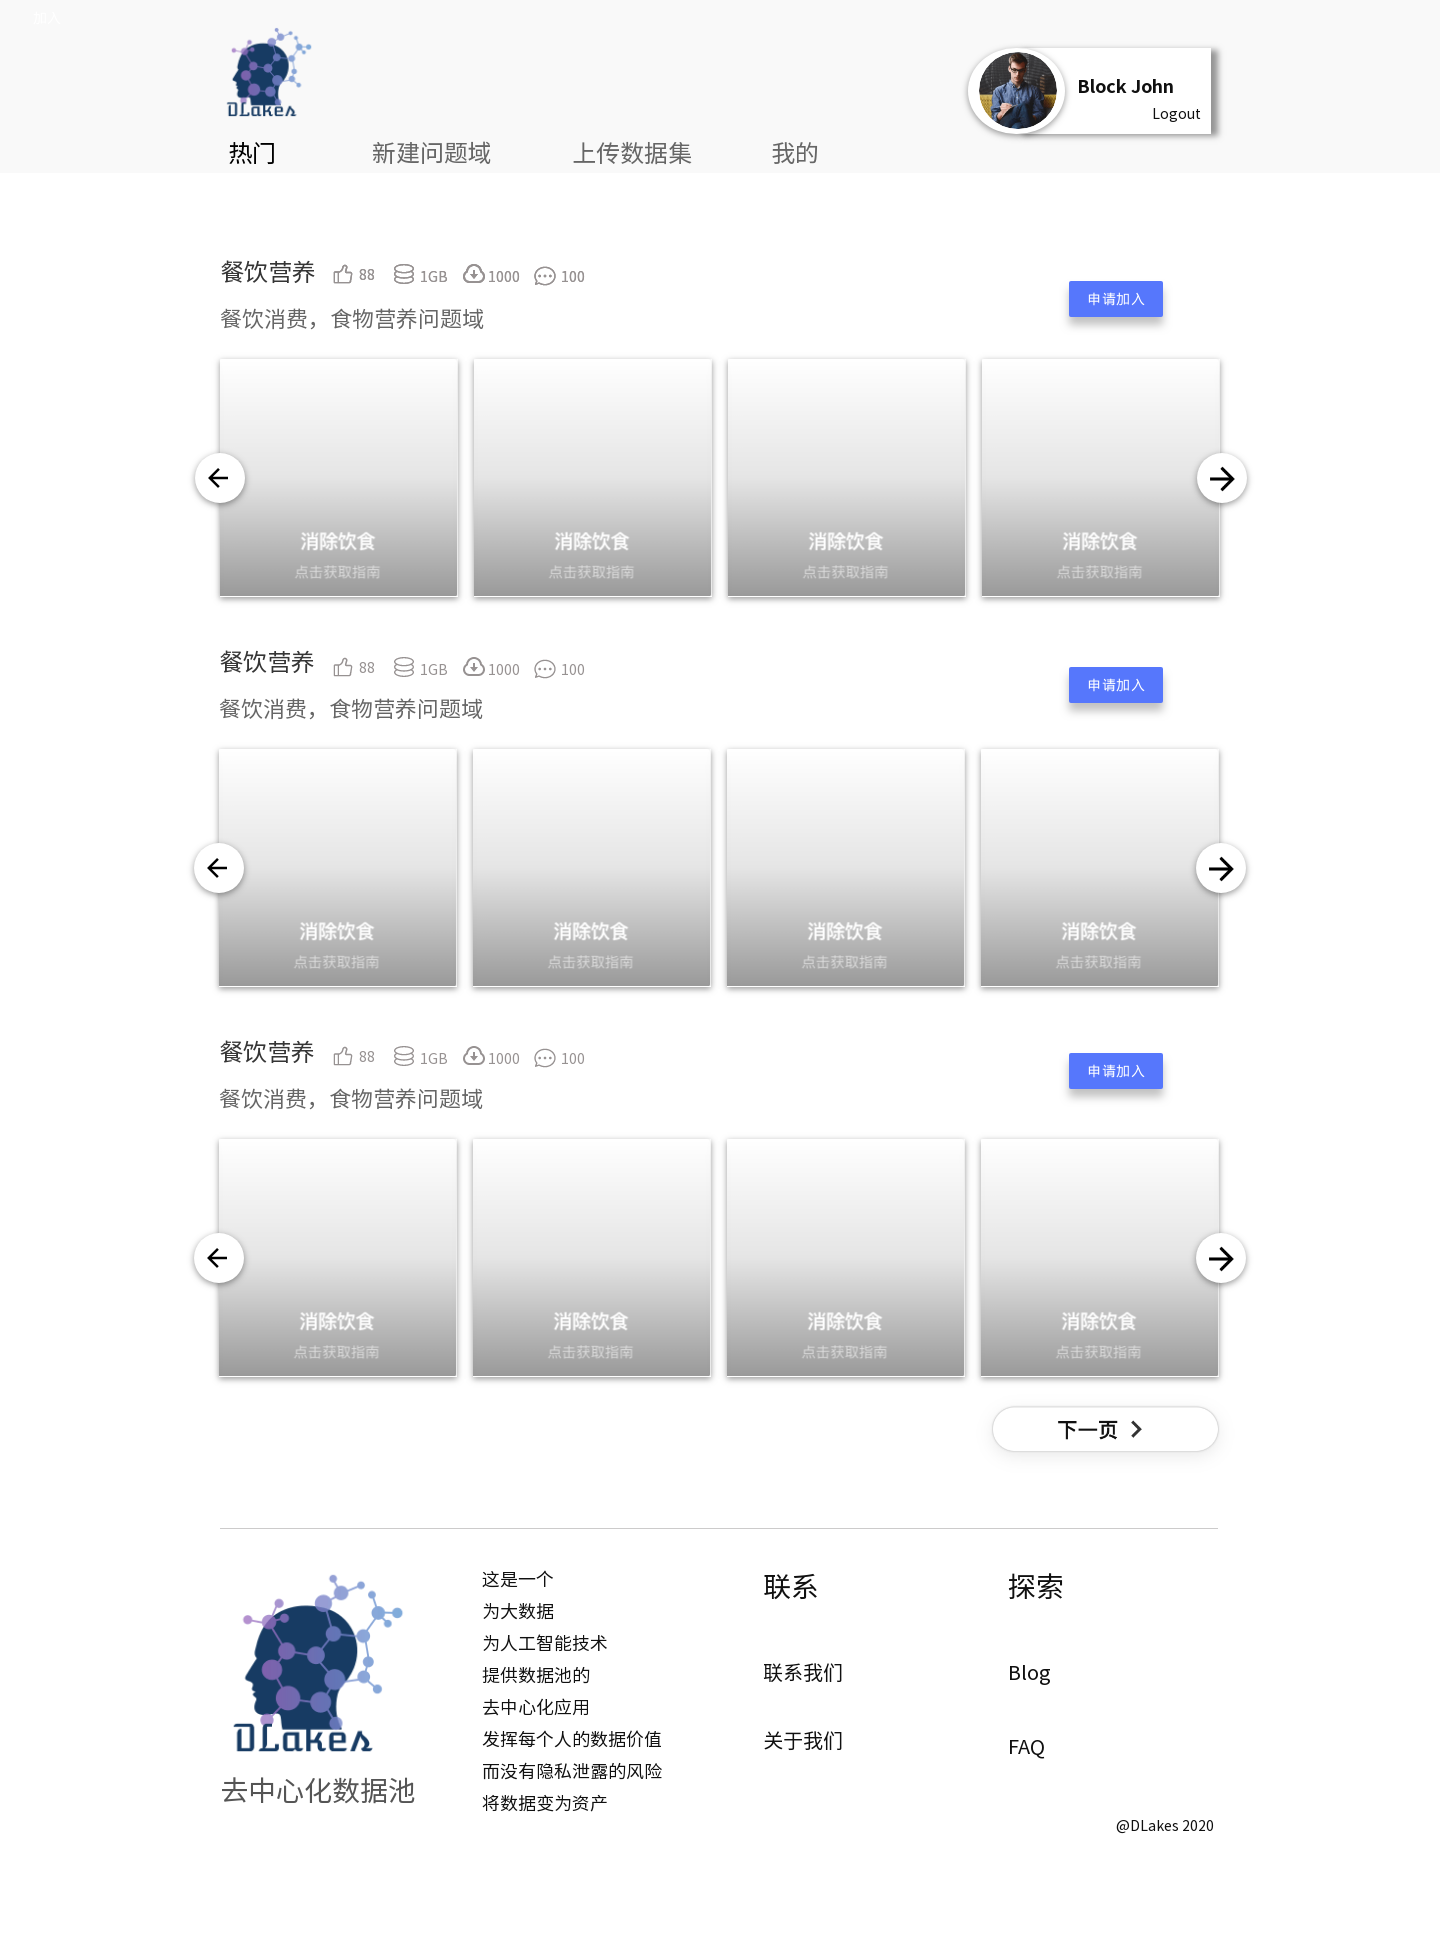 加入
DLakes
Block John
Logout
热门 新建问题域 上传数据集 我的
餐饮营养 88 1GB 1000 100
申请加入
餐饮消费，食物营养问题域
消除饮食 消除饮食 消除饮食 消除饮食
点击获取指南 点击获取指南 点击获取指南 点击获取指南
餐饮营养 88 1GB 1000 100
申请加入
餐饮消费，食物营养问题域
消除饮食 消除饮食 消除饮食 消除饮食
点击获取指南 点击获取指南 点击获取指南 点击获取指南
餐饮营养 88 1GB 1000 100
申请加入
餐饮消费，食物营养问题域
消除饮食 消除饮食 消除饮食 消除饮食
点击获取指南 点击获取指南 点击获取指南 点击获取指南
下一页
DLakes
去中心化数据池
这是一个
为大数据
为人工智能技术
提供数据池的
去中心化应用
发挥每个人的数据价值
而没有隐私泄露的风险
将数据变为资产
联系
联系我们
关于我们
探索
Blog
FAQ
@DLakes 2020